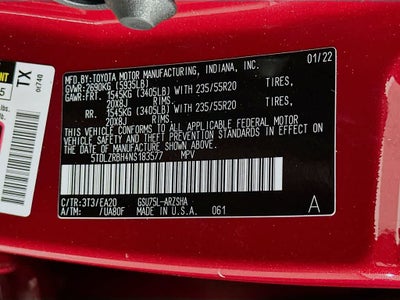 MFD.BY:TOYOTA MOTOR MANUFACTURING, INDIANA, INC. 01/22
GVWR: 2690KG (5935LB)
GAWR:FRT. 1545KG (3405LB) WITH 235/55R20 TIRES,
20X8J RIMS,
RR. 1545KG (3405LB) WITH 235/55R20 TIRES,
20X8J RIMS,
THIS VEHICLE CONFORMS TO ALL APPLICABLE FEDERAL MOTOR
VEHICLE SAFETY AND THEFT PREVENTION STANDARDS IN EFFECT
ON THE DATE OF MANUFACTURE SHOWN ABOVE.
5TDLZRBH4NS183577 MPV
C/TR:3T3/EA20 GSU75L-ARZSHA
A/TM: /UA80F MADE IN U.S.A. 061 A
TX
0r740
5
lbs.